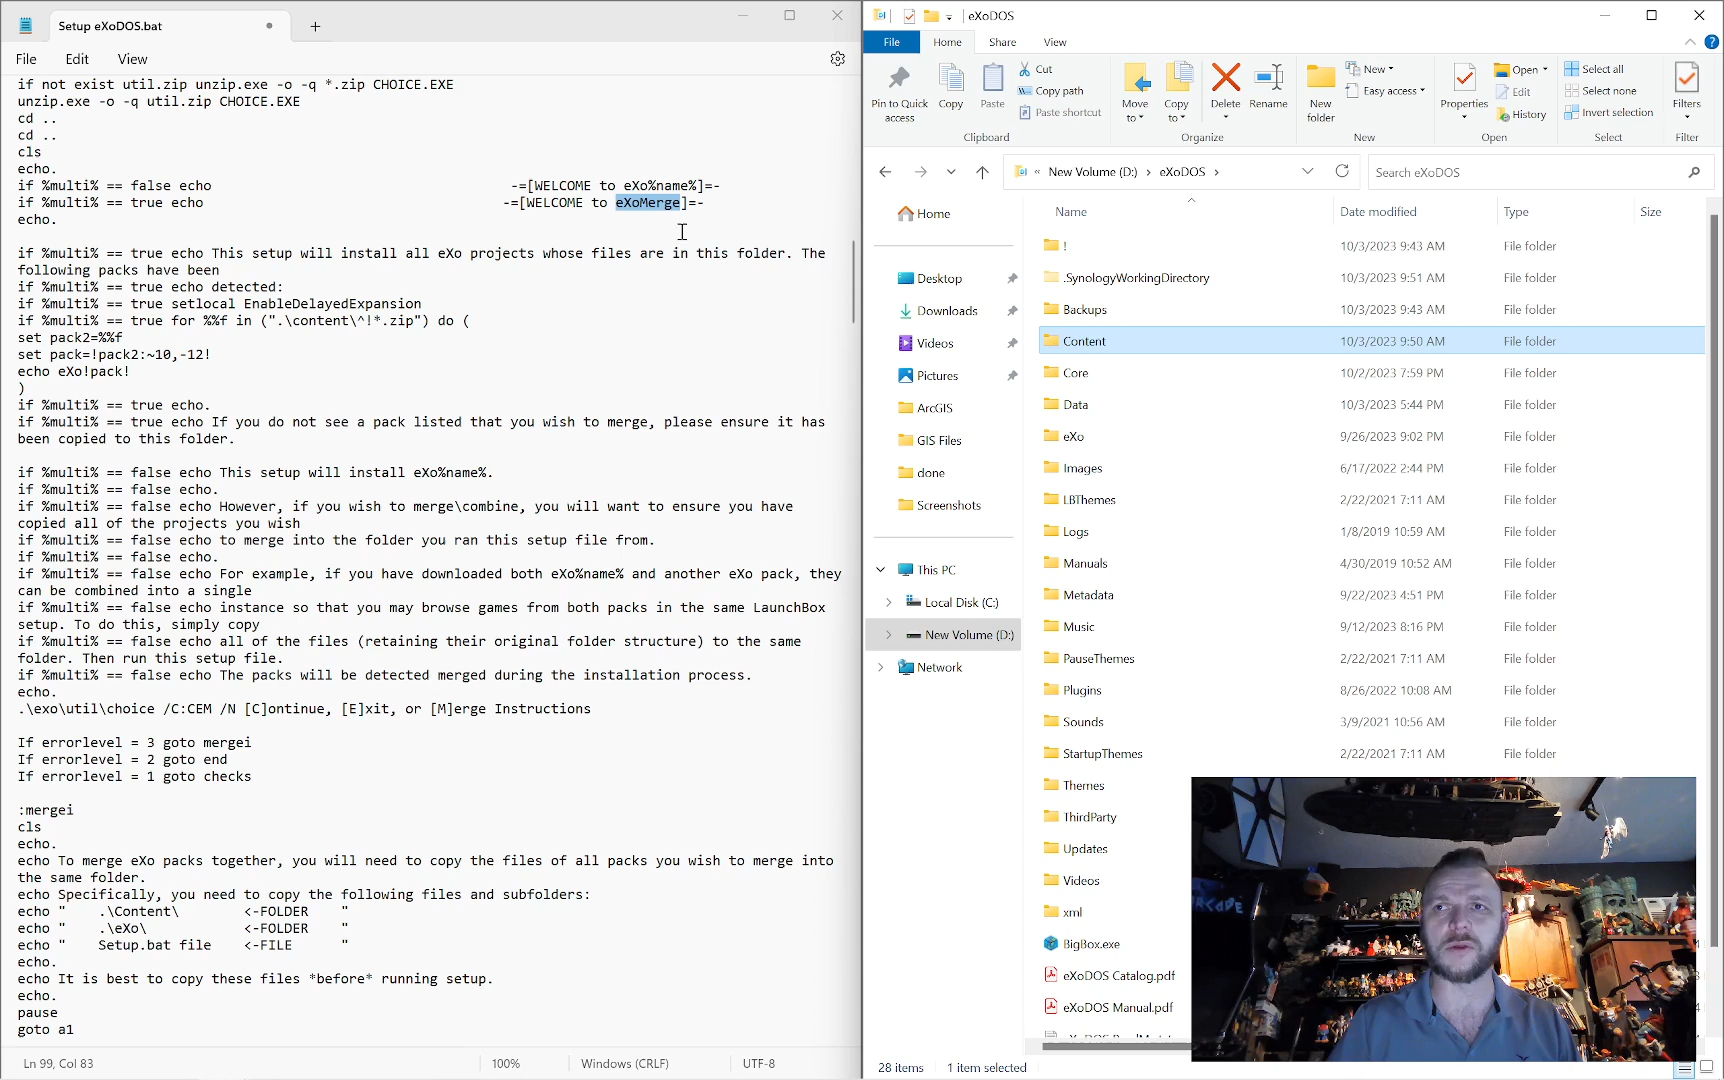 Setup eXoDOS.bat
File Edit View
if not exist util.zip unzip.exe -o -q *.zip CHOICE.EXE
unzip.exe -o -q util.zip CHOICE.EXE
cd ..
cd ..
cls
echo.
if %multi% == false echo                                     -=[WELCOME to eXo%name%]=-
if %multi% == true echo                                     -=[WELCOME to eXoMerge]=-
echo.
if %multi% == true echo This setup will install all eXo projects whose files are in this folder. The
following packs have been
if %multi% == true echo detected:
if %multi% == true setlocal EnableDelayedExpansion
if %multi% == true for %%f in (".\content\^!*.zip") do (
set pack2=%%f
set pack=!pack2:~10,-12!
echo eXo!pack!
)
if %multi% == true echo.
if %multi% == true echo If you do not see a pack listed that you wish to merge, please ensure it has
been copied to this folder.
if %multi% == false echo This setup will install eXo%name%.
if %multi% == false echo.
if %multi% == false echo However, if you wish to merge\combine, you will want to ensure you have
copied all of the projects you wish
if %multi% == false echo to merge into the folder you ran this setup file from.
if %multi% == false echo.
if %multi% == false echo For example, if you have downloaded both eXo%name% and another eXo pack, they
can be combined into a single
if %multi% == false echo instance so that you may browse games from both packs in the same LaunchBox
setup. To do this, simply copy
if %multi% == false echo all of the files (retaining their original folder structure) to the same
folder. Then run this setup file.
if %multi% == false echo The packs will be detected merged during the installation process.
echo.
.\exo\util\choice /C:CEM /N [C]ontinue, [E]xit, or [M]erge Instructions
If errorlevel = 3 goto mergei
If errorlevel = 2 goto end
If errorlevel = 1 goto checks
:mergei
cls
echo.
echo To merge eXo packs together, you will need to copy the files of all packs you wish to merge into
the same folder.
echo Specifically, you need to copy the following files and subfolders:
echo "    .\Content\        <-FOLDER    "
echo "    .\eXo\            <-FOLDER    "
echo "    Setup.bat file    <-FILE      "
echo.
echo It is best to copy these files *before* running setup.
echo.
pause
goto a1
Ln 99, Col 83 100% Windows (CRLF) UTF-8
eXoDOS
File Home Share View
Pin to Quick access
Copy
Paste
Cut
Copy path
Paste shortcut
Clipboard
Move to
Copy to
Delete
Rename
Organize
New folder
New
Easy access
New
Properties
Open
Edit
History
Open
Select all
Select none
Invert selection
Select
Filters
Filter
« New Volume (D:) › eXoDOS ›
Search eXoDOS
Home
Desktop
Downloads
Videos
Pictures
ArcGIS
GIS Files
done
Screenshots
This PC
Local Disk (C:)
New Volume (D:)
Network
Name Date modified Type Size
! 10/3/2023 9:43 AM File folder
.SynologyWorkingDirectory 10/3/2023 9:51 AM File folder
Backups 10/3/2023 9:43 AM File folder
Content 10/3/2023 9:50 AM File folder
Core 10/2/2023 7:59 PM File folder
Data 10/3/2023 5:44 PM File folder
eXo 9/26/2023 9:02 PM File folder
Images 6/17/2022 2:44 PM File folder
LBThemes 2/22/2021 7:11 AM File folder
Logs 1/8/2019 10:59 AM File folder
Manuals 4/30/2019 10:52 AM File folder
Metadata 9/22/2023 4:51 PM File folder
Music 9/12/2023 8:16 PM File folder
PauseThemes 2/22/2021 7:11 AM File folder
Plugins 8/26/2022 10:08 AM File folder
Sounds 3/9/2021 10:56 AM File folder
StartupThemes 2/22/2021 7:11 AM File folder
Themes
ThirdParty
Updates
Videos
xml
BigBox.exe
eXoDOS Catalog.pdf
eXoDOS Manual.pdf
28 items 1 item selected